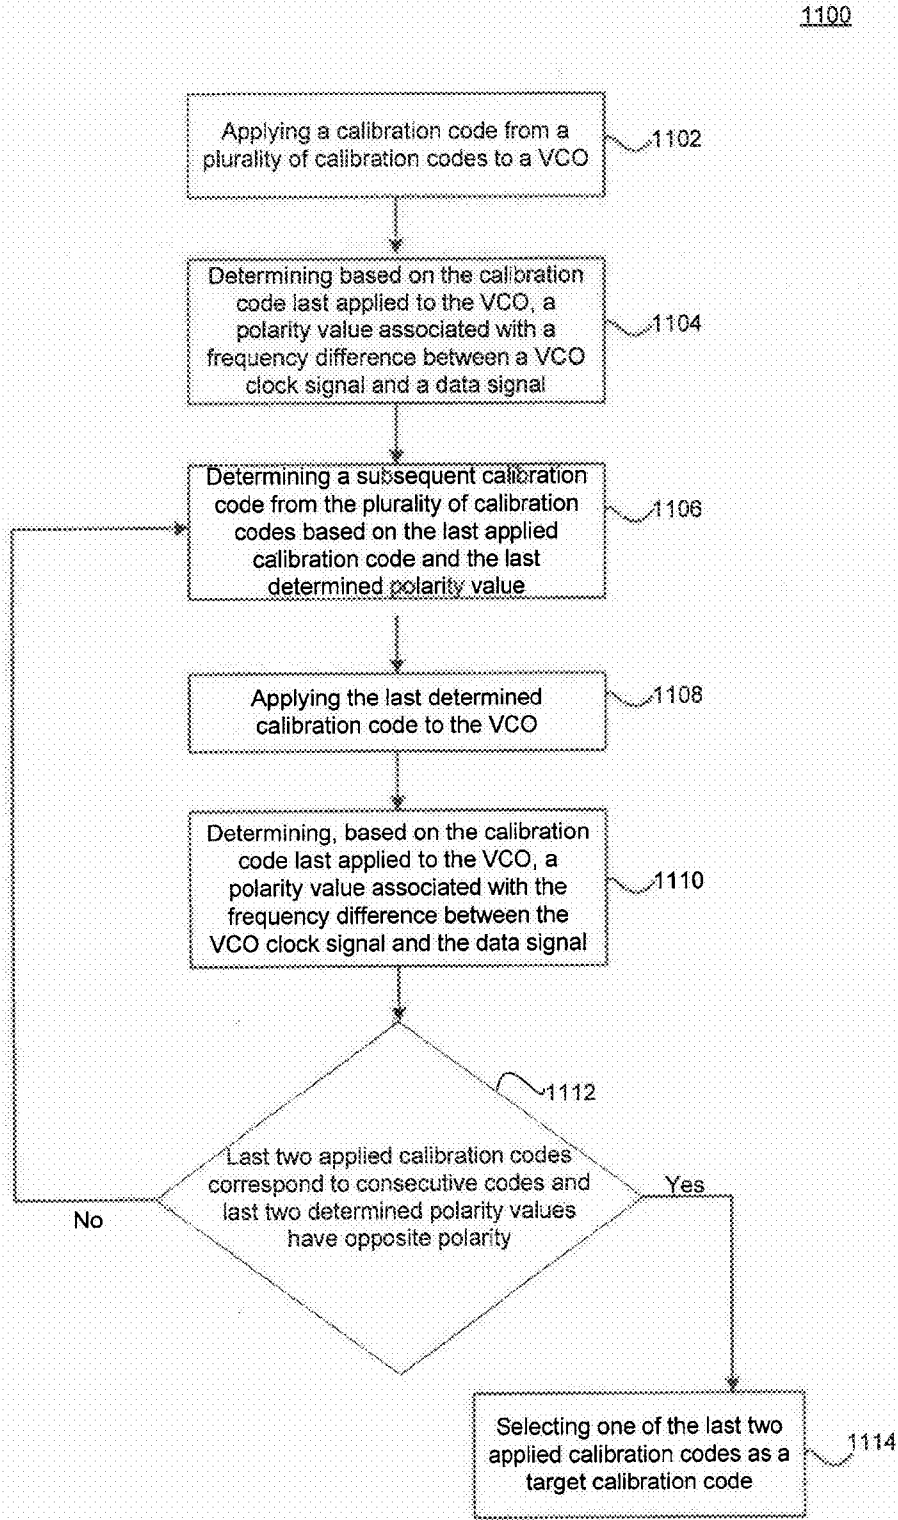 1100
Applying a calibration code from a
plurality of calibration codes to a VCO
1102
Determining based on the calibration
code last applied to the VCO, a
polarity value associated with a
frequency difference between a VCO
clock signal and a data signal
1104
Determining a subsequent calibration
code from the plurality of calibration
codes based on the last applied
calibration code and the last
determined polarity value
1106
Applying the last determined
calibration code to the VCO
1108
Determining, based on the calibration
code last applied to the VCO, a
polarity value associated with the
frequency difference between the
VCO clock signal and the data signal
1110
1112
Last two applied calibration codes
correspond to consecutive codes and
last two determined polarity values
have opposite polarity
No
Yes
Selecting one of the last two
applied calibration codes as a
target calibration code
1114